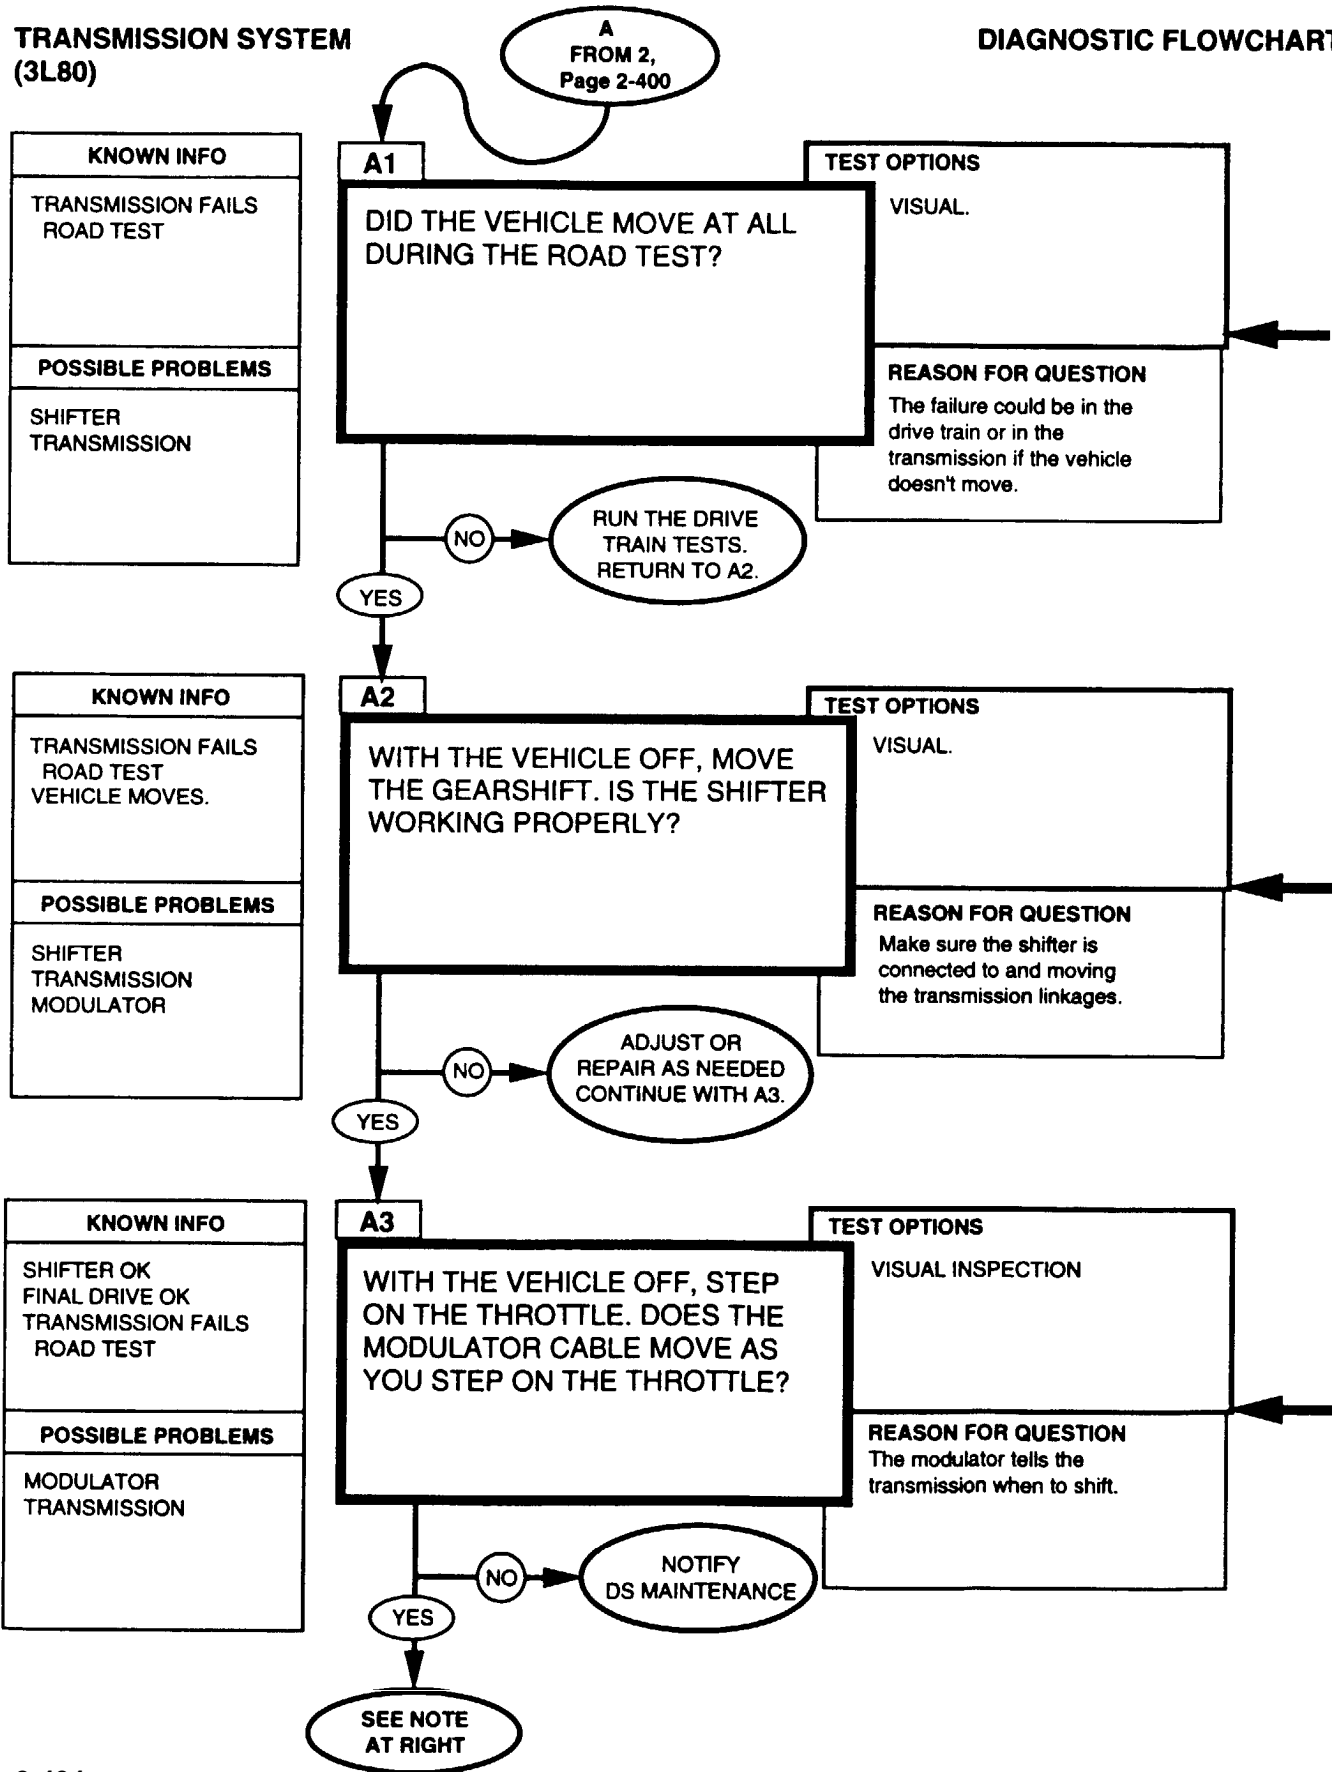 TRANSMISSION SYSTEM
(3L80)
A
FROM 2,
Page 2-400
DIAGNOSTIC FLOWCHART
KNOWN INFO
TRANSMISSION FAILS
ROAD TEST
POSSIBLE PROBLEMS
SHIFTER
TRANSMISSION
A1
DID THE VEHICLE MOVE AT ALL
DURING THE ROAD TEST?
TEST OPTIONS
VISUAL.
REASON FOR QUESTION
The failure could be in the
drive train or in the
transmission if the vehicle
doesn't move.
NO
RUN THE DRIVE
TRAIN TESTS.
RETURN TO A2.
YES
KNOWN INFO
TRANSMISSION FAILS
ROAD TEST
VEHICLE MOVES.
POSSIBLE PROBLEMS
SHIFTER
TRANSMISSION
MODULATOR
A2
WITH THE VEHICLE OFF, MOVE
THE GEARSHIFT. IS THE SHIFTER
WORKING PROPERLY?
TEST OPTIONS
VISUAL.
REASON FOR QUESTION
Make sure the shifter is
connected to and moving
the transmission linkages.
NO
ADJUST OR
REPAIR AS NEEDED
CONTINUE WITH A3.
YES
KNOWN INFO
SHIFTER OK
FINAL DRIVE OK
TRANSMISSION FAILS
ROAD TEST
POSSIBLE PROBLEMS
MODULATOR
TRANSMISSION
A3
WITH THE VEHICLE OFF, STEP
ON THE THROTTLE. DOES THE
MODULATOR CABLE MOVE AS
YOU STEP ON THE THROTTLE?
TEST OPTIONS
VISUAL INSPECTION
REASON FOR QUESTION
The modulator tells the
transmission when to shift.
NO
NOTIFY
DS MAINTENANCE
YES
SEE NOTE
AT RIGHT